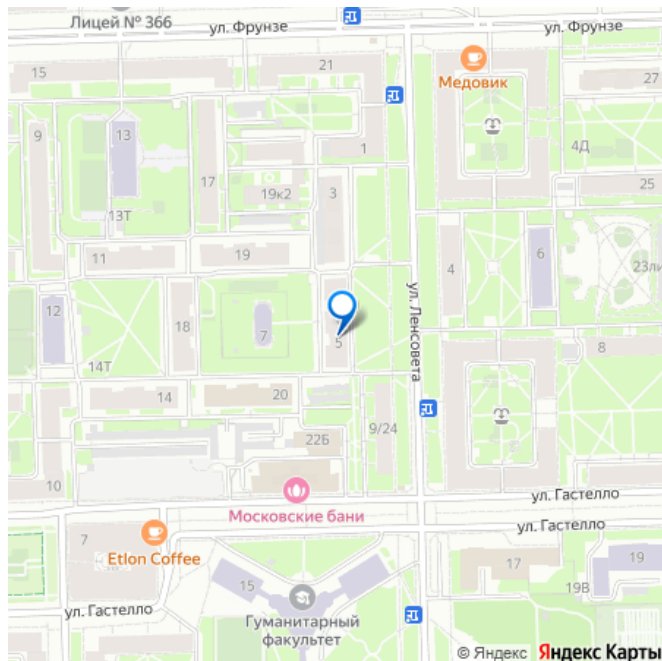 Лицей № 366
ул. Фрунзе
ул. Фрунзе
15
21
Медовик
27
9
13
1
4Д
17
19к2
3
25
13Т
11
19
4
6
23ли
12
18
7
5
ул. Ленсовета
8
14Т
14
20
9/24
22Б
10
ул. Гастелло
Московские бани
7
Etlon Coffee
ул. Гастелло
17
19
15
19В
ул. Гастелло
Гуманитарный
факультет
© Яндекс Яндекс Карты